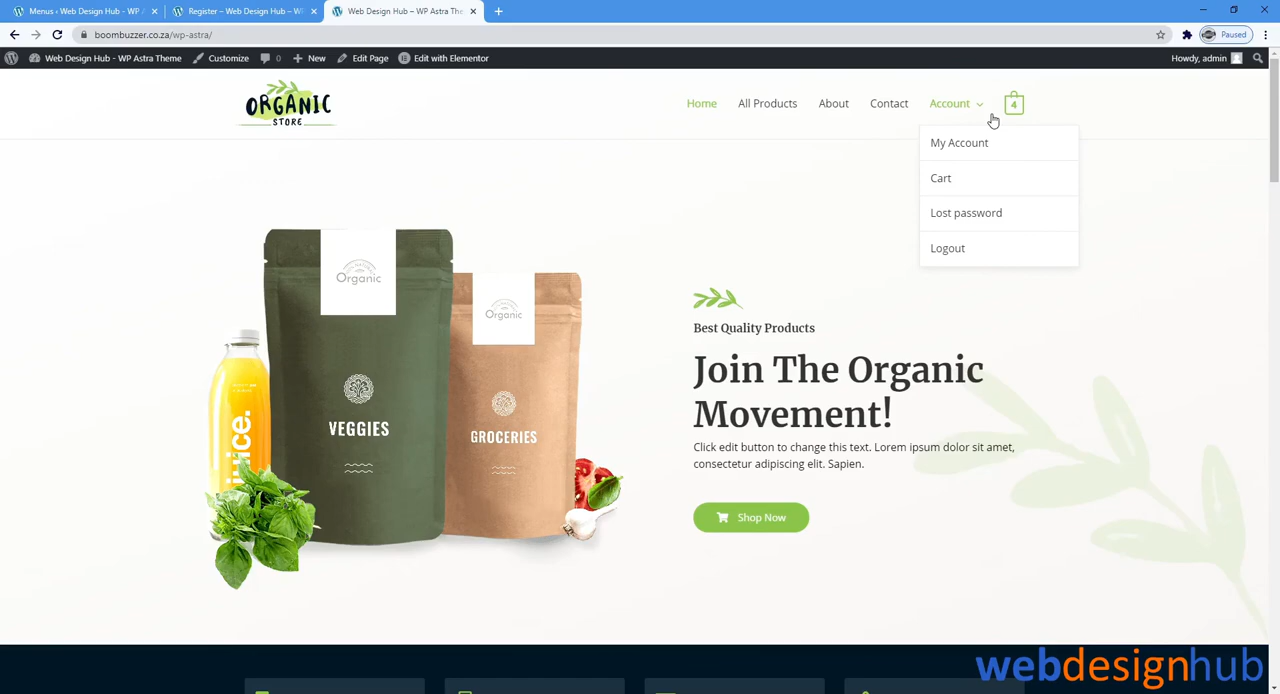 Menus ‹ Web Design Hub - WP A
Register – Web Design Hub – WP
Web Design Hub – WP Astra The
boombuzzer.co.za/wp-astra/
Paused
Web Design Hub - WP Astra Theme
Customize
0
New
Edit Page
Edit with Elementor
Howdy, admin
ORGANIC
STORE
Home
All Products
About
Contact
Account
4
My Account
Cart
Lost password
Logout
Organic
Organic
juice.
VEGGIES
GROCERIES
Best Quality Products
Join The Organic
Movement!
Click edit button to change this text. Lorem ipsum dolor sit amet,
consectetur adipiscing elit. Sapien.
Shop Now
webdesignhub